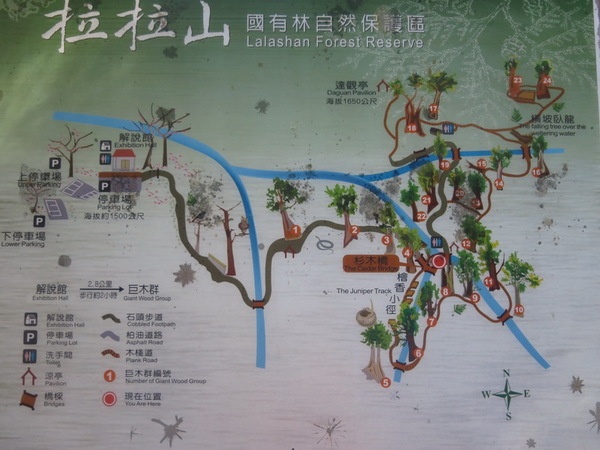 拉拉山
國有林自然保護區
Lalashan Forest Reserve
達觀亭
Daguan Pavilion
海拔1650公尺
23
24
17
18
橫坡臥龍
解說館
Exhibition Hall
P
上停車場
Upper Parking
P
停車場
Parking Lot
海拔約1500公尺
P
下停車場
Lower Parking
19
15
14
16
20
21
22
1
2
3
4
杉木橋
The Cedar Bridge
12
11
The Juniper Track
檜香小徑
10
9
8
7
6
5
解說館
Exhibition Hall
2.8公里
步行約2小時
巨木群
Giant Wood Group
解說館
Exhibition Hall
石頭步道
Cobbled Footpath
P
停車場
Parking Lot
柏油道路
Asphalt Road
洗手間
Toilet
木棧道
Plank Road
涼亭
Pavilion
1
巨木群編號
Number of Giant Wood Group
橋樑
Bridges
現在位置
You Are Here
N
W
E
S